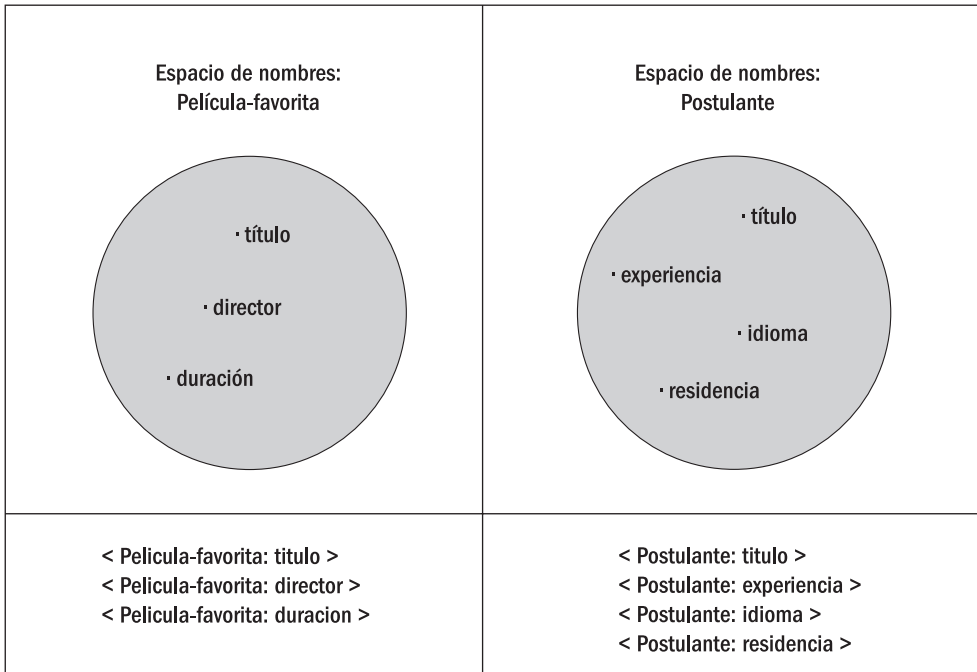 Espacio de nombres:
Película-favorita
· título
· director
· duración
< Pelicula-favorita: titulo >
< Pelicula-favorita: director >
< Pelicula-favorita: duracion >
Espacio de nombres:
Postulante
· título
· experiencia
· idioma
· residencia
< Postulante: titulo >
< Postulante: experiencia >
< Postulante: idioma >
< Postulante: residencia >